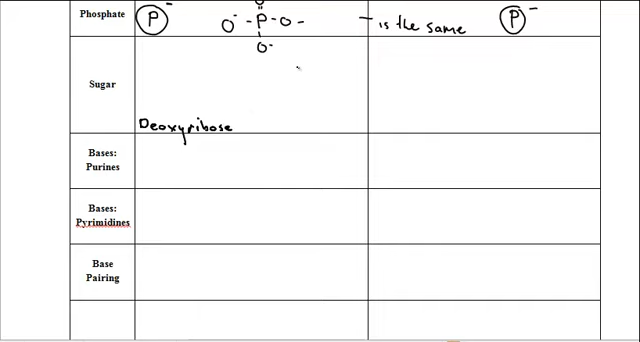 Phosphate P - O - P - O - - is the same P -
O -
Sugar
Deoxyribose
Bases:
Purines
Bases:
Pyrimidines
Base
Pairing